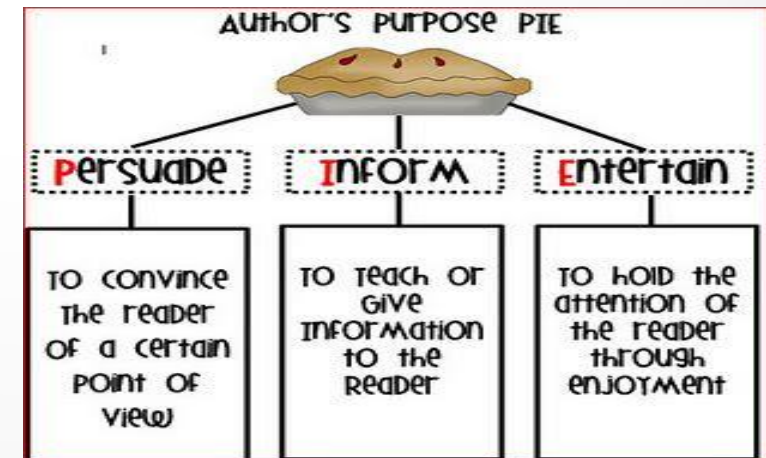 Author's Purpose PIE
Persuade
Inform
Entertain
To convince
the reader
of a certain
point of
view
To teach or
give
information
to the
reader
To hold the
attention of
the reader
through
enjoyment